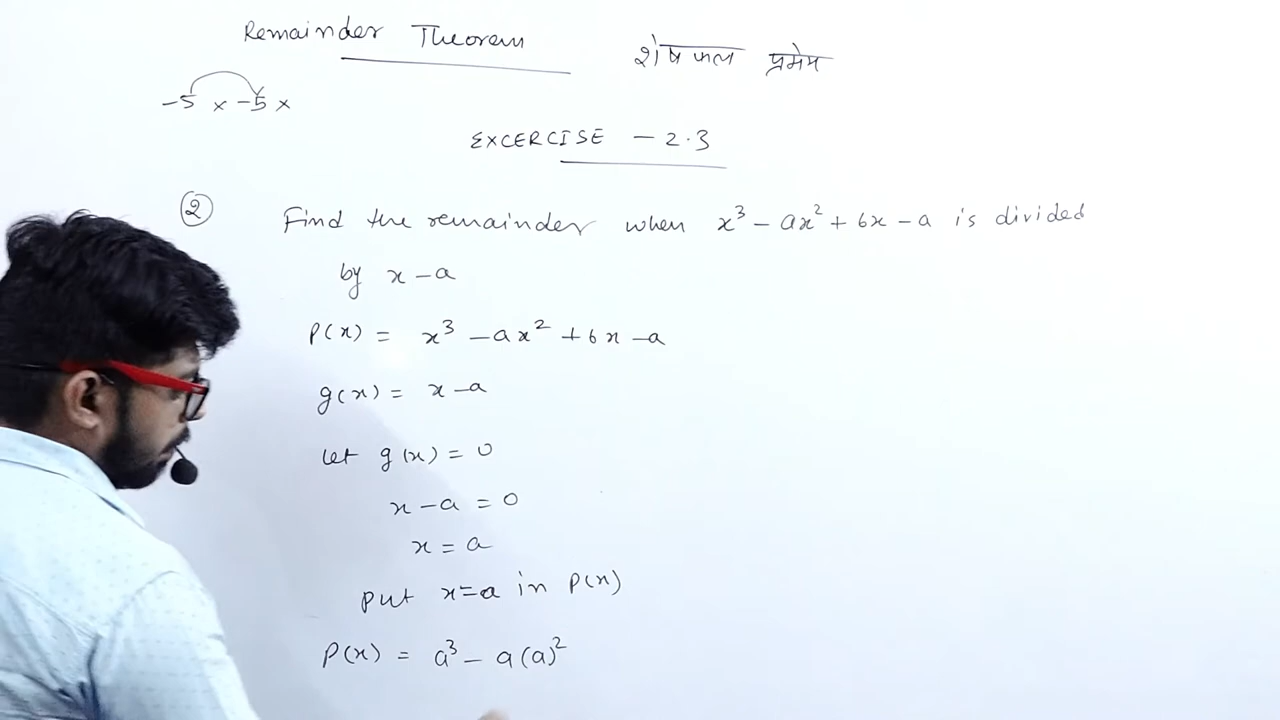 Remainder Theorem शेषफल प्रमेय
-5 x -5 x
EXCERCISE - 2.3
② Find the remainder when x³ - ax² + 6x - a is divided
by x - a
P(x) = x³ - ax² + 6x - a
g(x) = x - a
let g(x) = 0
x - a = 0
x = a
put x=a in P(x)
P(x) = a³ - a(a)²